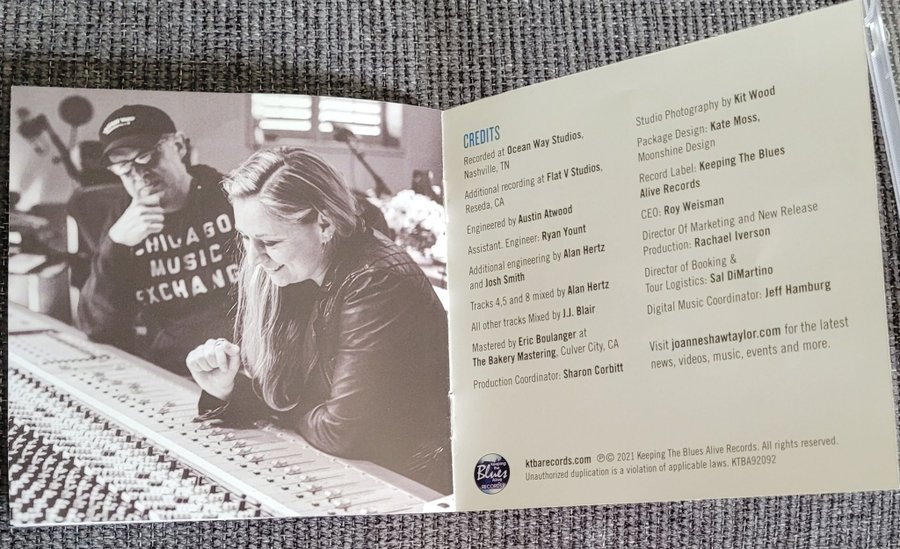 CHICAGO
MUSIC
EXCHANGE
CREDITS
Recorded at Ocean Way Studios,
Nashville, TN
Additional recording at Flat V Studios,
Reseda, CA
Engineered by Austin Atwood
Assistant. Engineer: Ryan Yount
Additional engineering by Alan Hertz
and Josh Smith
Tracks 4,5 and 8 mixed by Alan Hertz
All other tracks Mixed by J.J. Blair
Mastered by Eric Boulanger at
The Bakery Mastering, Culver City, CA
Production Coordinator: Sharon Corbitt
Studio Photography by Kit Wood
Package Design: Kate Moss,
Moonshine Design
Record Label: Keeping The Blues
Alive Records
CEO: Roy Weisman
Director Of Marketing and New Release
Production: Rachael Iverson
Director of Booking &
Tour Logistics: Sal DiMartino
Digital Music Coordinator: Jeff Hamburg
Visit joanneshawtaylor.com for the latest
news, videos, music, events and more.
Keeping
the
Blues
Alive
RECORDS
ktbarecords.com ℗© 2021 Keeping The Blues Alive Records. All rights reserved.
Unauthorized duplication is a violation of applicable laws. KTBA92092